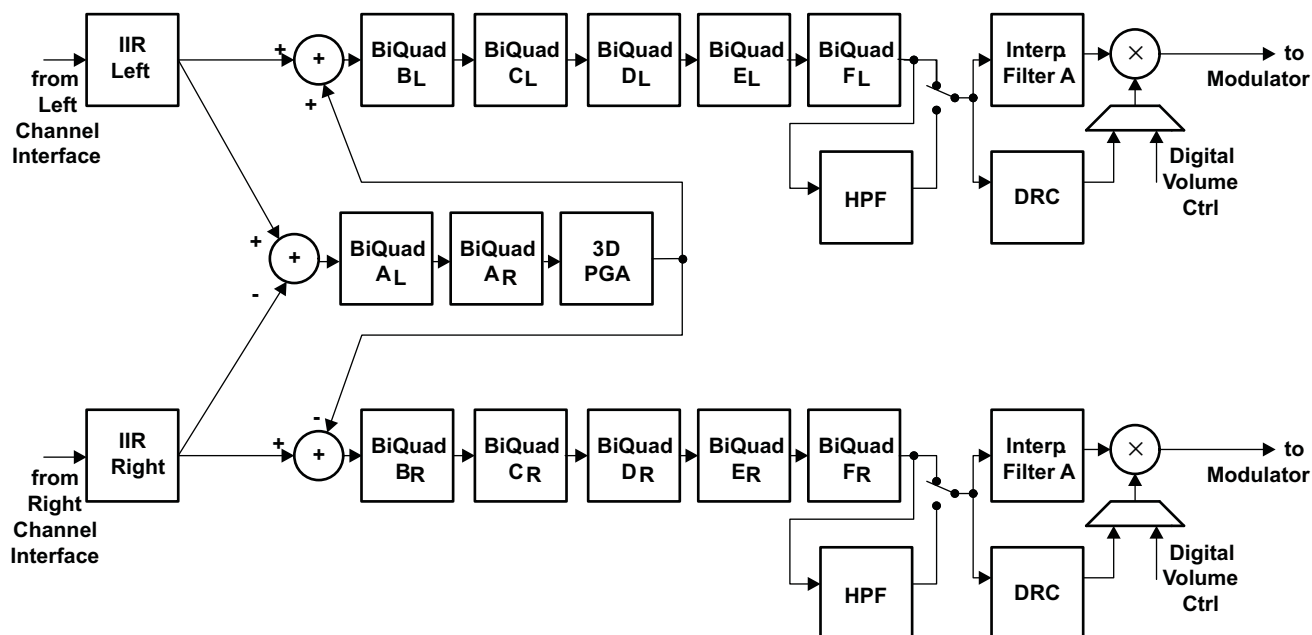 IIR
Left
from
Left
Channel
Interface
+
+
+
BiQuad
BL
BiQuad
CL
BiQuad
DL
BiQuad
EL
BiQuad
FL
HPF
Interp.
Filter A
DRC
×
to
Modulator
Digital
Volume
Ctrl
+
-
+
BiQuad
AL
BiQuad
AR
3D
PGA
IIR
Right
from
Right
Channel
Interface
+
-
+
BiQuad
BR
BiQuad
CR
BiQuad
DR
BiQuad
ER
BiQuad
FR
HPF
Interp.
Filter A
DRC
×
to
Modulator
Digital
Volume
Ctrl